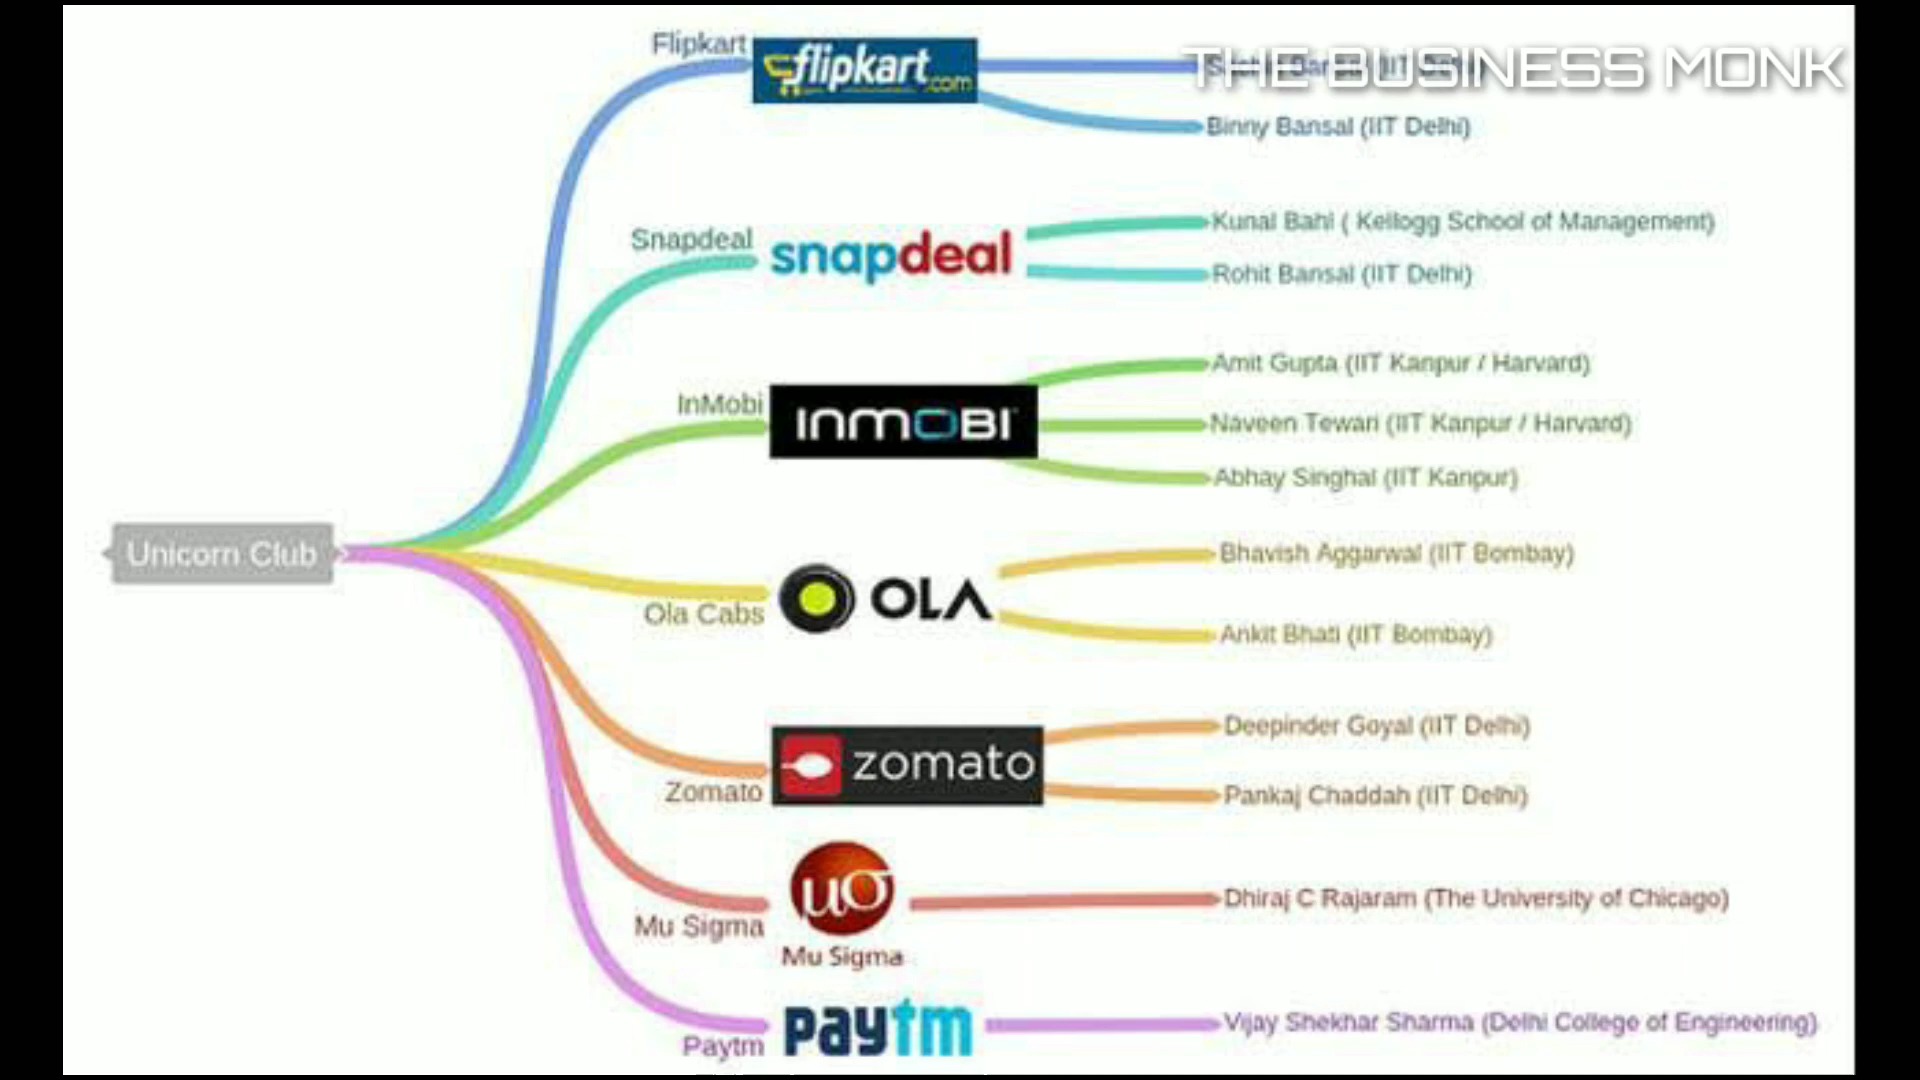 THE BUSINESS MONK
Flipkart
flipkart.com
Binny Bansal (IIT Delhi)
Snapdeal
snapdeal
Kunal Bahl ( Kellogg School of Management)
Rohit Bansal (IIT Delhi)
InMobi
INMOBI
Amit Gupta (IIT Kanpur / Harvard)
Naveen Tewari (IIT Kanpur / Harvard)
Abhay Singhal (IIT Kanpur)
Unicorn Club
Ola Cabs
OLA
Bhavish Aggarwal (IIT Bombay)
Ankit Bhati (IIT Bombay)
Zomato
zomato
Deepinder Goyal (IIT Delhi)
Pankaj Chaddah (IIT Delhi)
Mu Sigma
μσ
Mu Sigma
Dhiraj C Rajaram (The University of Chicago)
Paytm
paytm
Vijay Shekhar Sharma (Delhi College of Engineering)